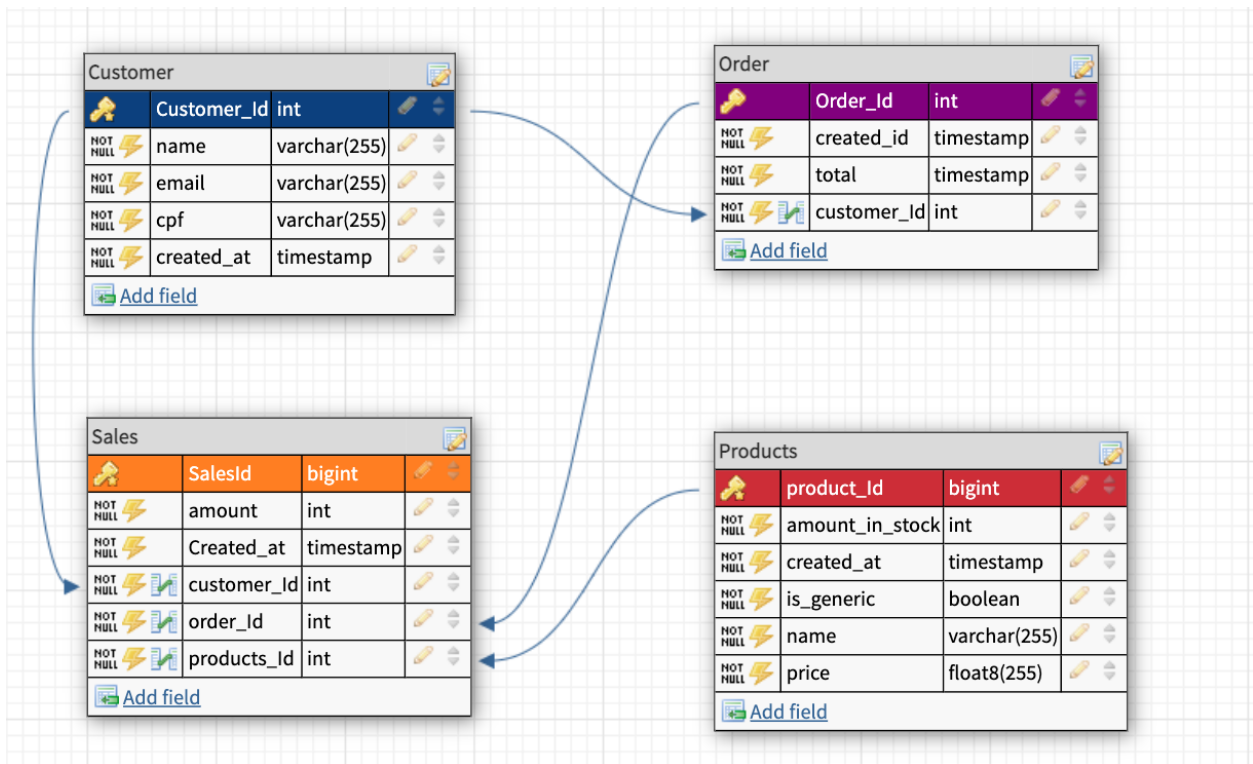 Customer
Customer_Id int
NOT NULL name varchar(255)
NOT NULL email varchar(255)
NOT NULL cpf varchar(255)
NOT NULL created_at timestamp
Add field
Order
Order_Id int
NOT NULL created_id timestamp
NOT NULL total timestamp
NOT NULL customer_Id int
Add field
Sales
SalesId bigint
NOT NULL amount int
NOT NULL Created_at timestamp
NOT NULL customer_Id int
NOT NULL order_Id int
NOT NULL products_Id int
Add field
Products
product_Id bigint
NOT NULL amount_in_stock int
NOT NULL created_at timestamp
NOT NULL is_generic boolean
NOT NULL name varchar(255)
NOT NULL price float8(255)
Add field